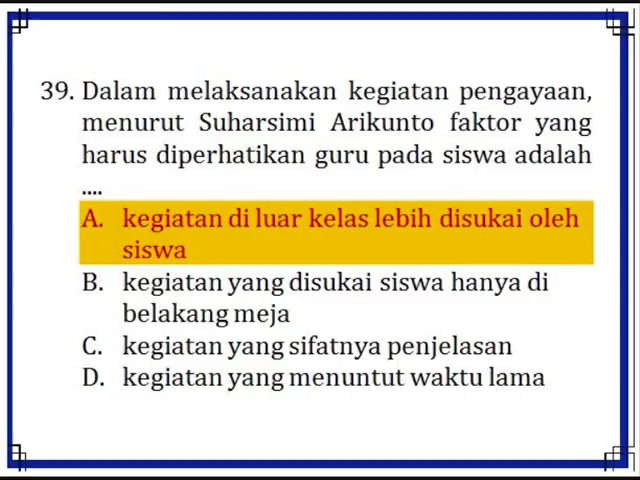 39. Dalam melaksanakan kegiatan pengayaan,
menurut Suharsimi Arikunto faktor yang
harus diperhatikan guru pada siswa adalah
....
A. kegiatan di luar kelas lebih disukai oleh
siswa
B. kegiatan yang disukai siswa hanya di
belakang meja
C. kegiatan yang sifatnya penjelasan
D. kegiatan yang menuntut waktu lama